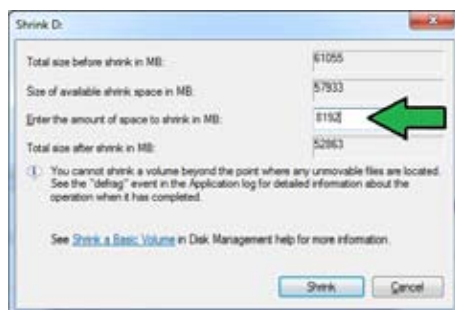 Shrink D:
Total size before shrink in MB: 61055
Size of available shrink space in MB: 57933
Enter the amount of space to shrink in MB: 8192
Total size after shrink in MB: 52863
You cannot shrink a volume beyond the point where any unmovable files are located.
See the "defrag" event in the Application log for detailed information about the
operation when it has completed.
See Shrink a Basic Volume in Disk Management help for more information.
Shrink Cancel